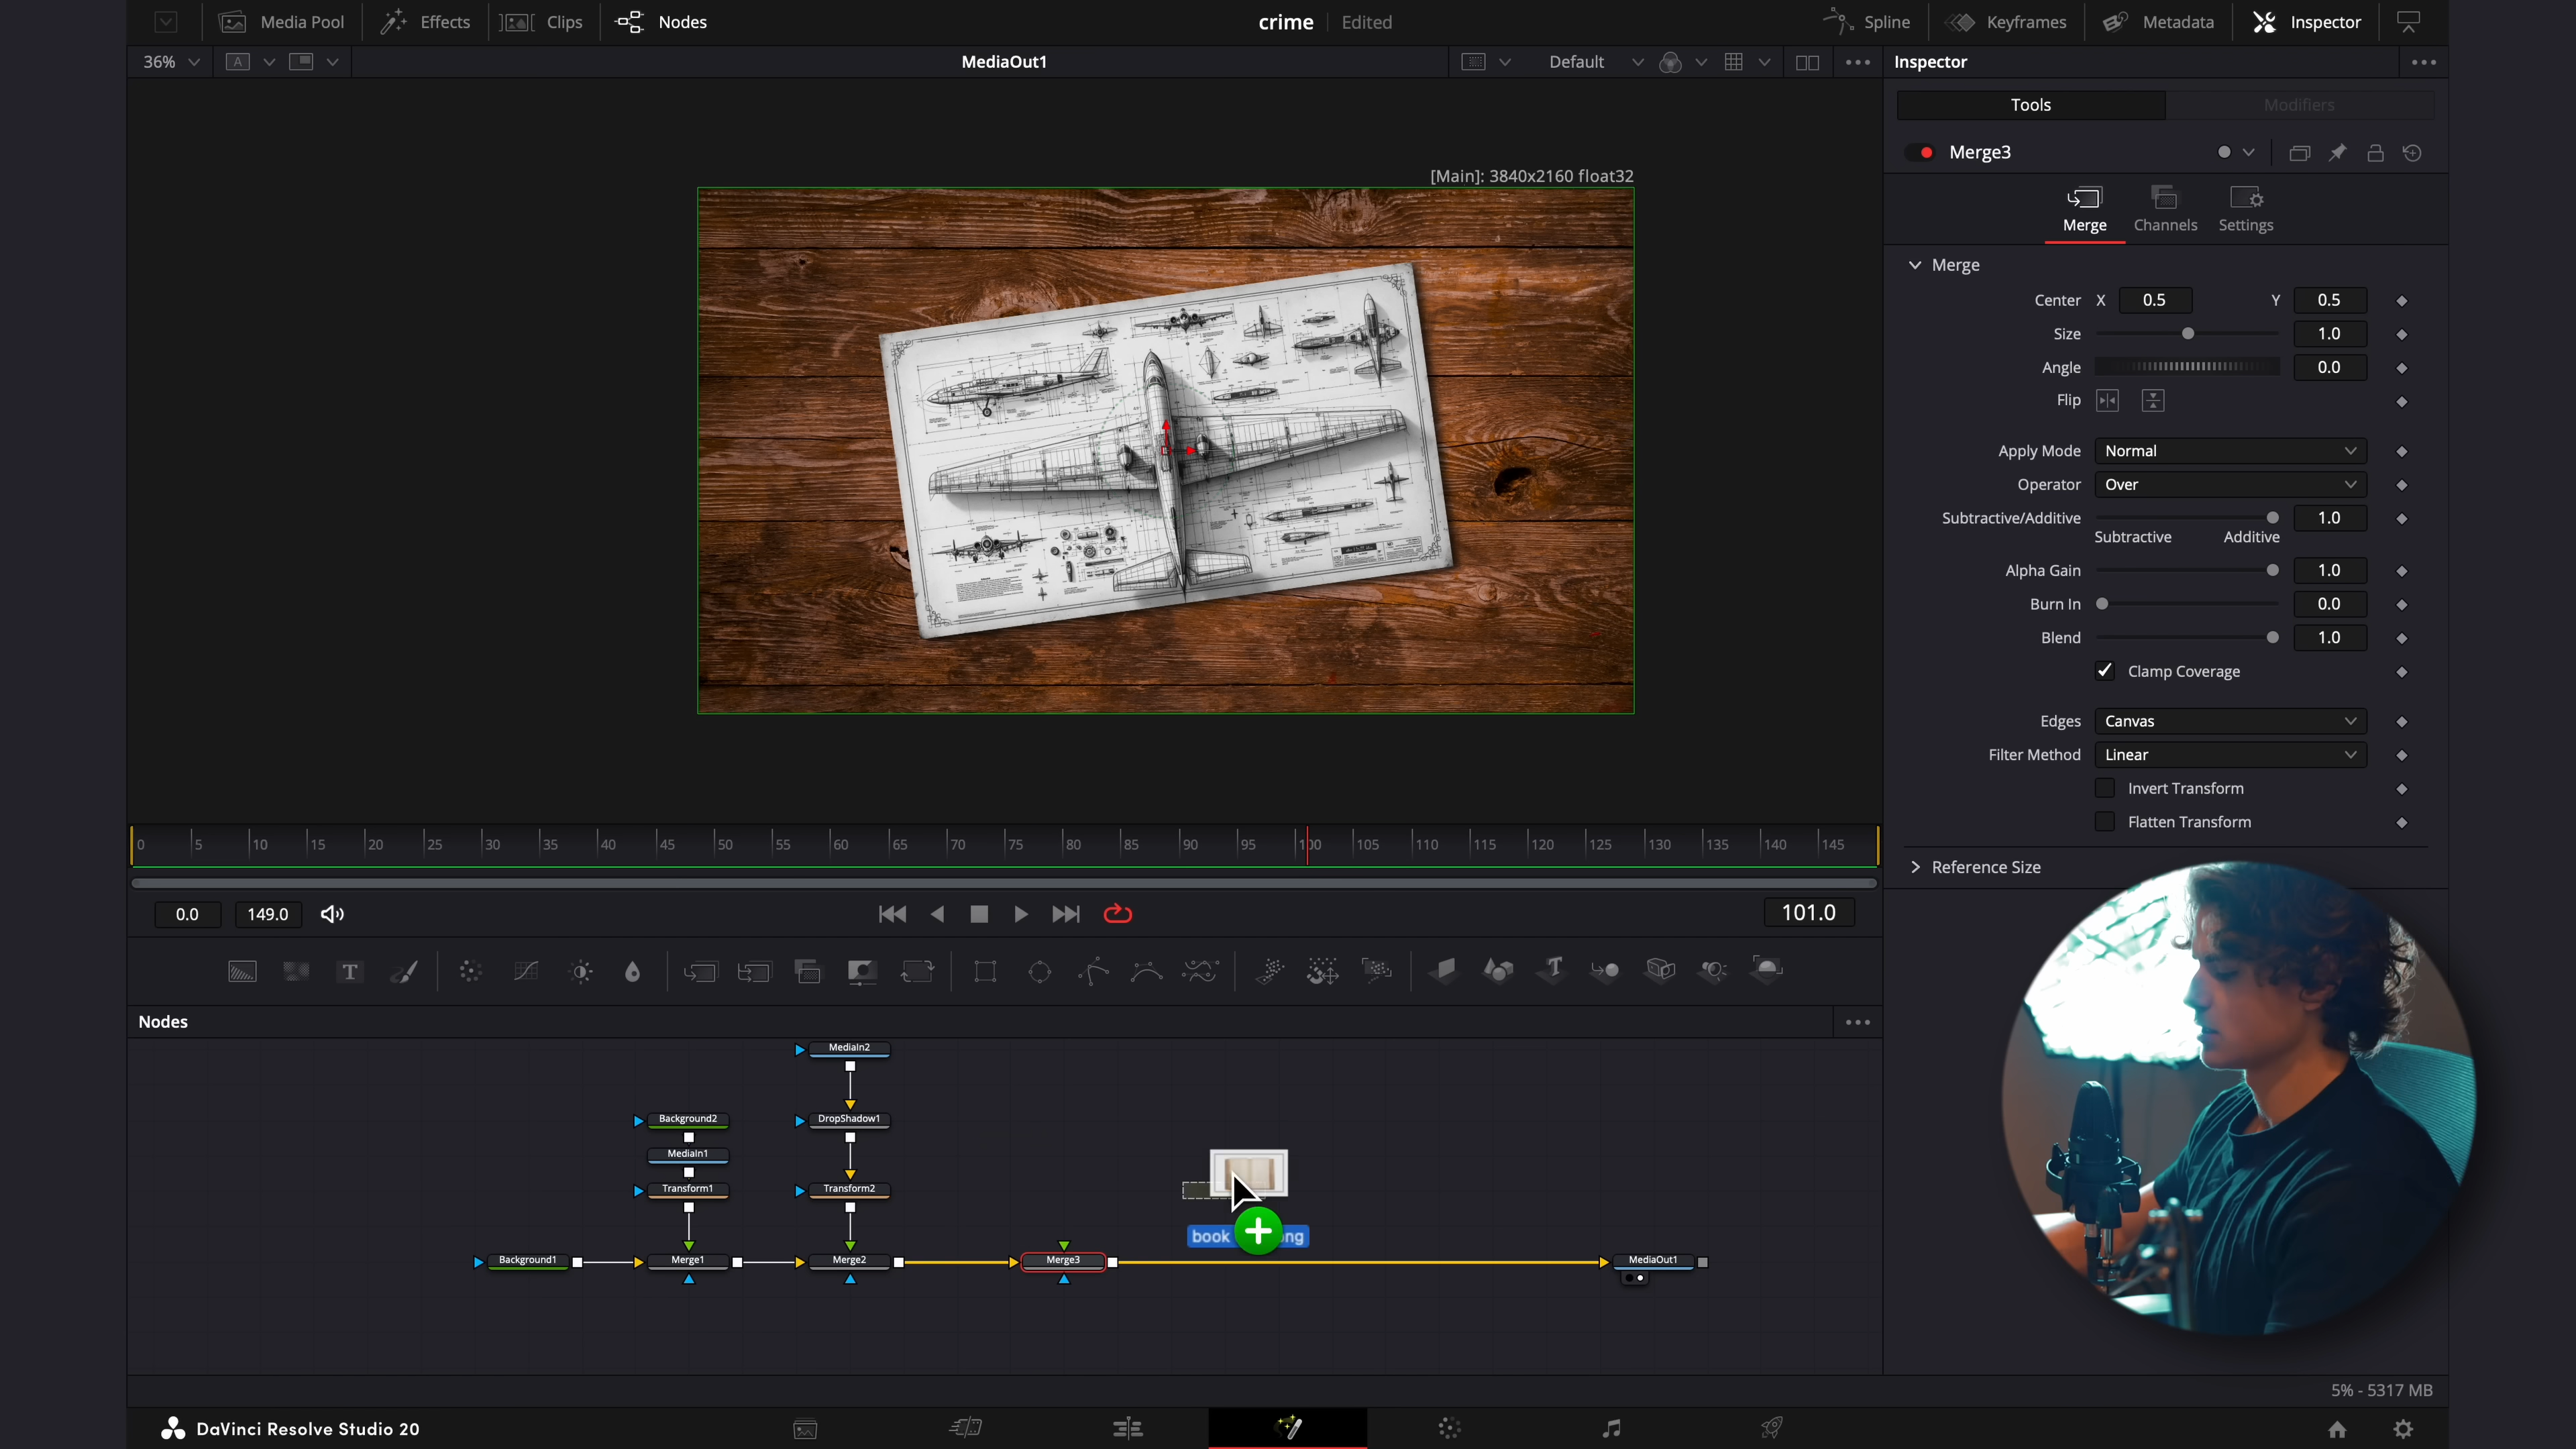 Media Pool
Effects
Clips
Nodes
crime
Edited
Spline
Keyframes
Metadata
Inspector
36%
A
MediaOut1
Default
Inspector
Tools
Modifiers
Merge3
Merge
Channels
Settings
[Main]: 3840x2160 float32
Merge
Center X 0.5 Y 0.5
Size 1.0
Angle 0.0
Flip
Apply Mode Normal
Operator Over
Subtractive/Additive 1.0
Subtractive Additive
Alpha Gain 1.0
Burn In 0.0
Blend 1.0
Clamp Coverage
Edges Canvas
Filter Method Linear
Invert Transform
Flatten Transform
Reference Size
0 5 10 15 20 25 30 35 40 45 50 55 60 65 70 75 80 85 90 95 100 105 110 115 120 125 130 135 140 145
0.0 149.0 101.0
Nodes
MediaIn2
Background2
DropShadow1
MediaIn1
Transform1
Transform2
book
Background1
Merge1
Merge2
Merge3
MediaOut1
5% - 5317 MB
DaVinci Resolve Studio 20